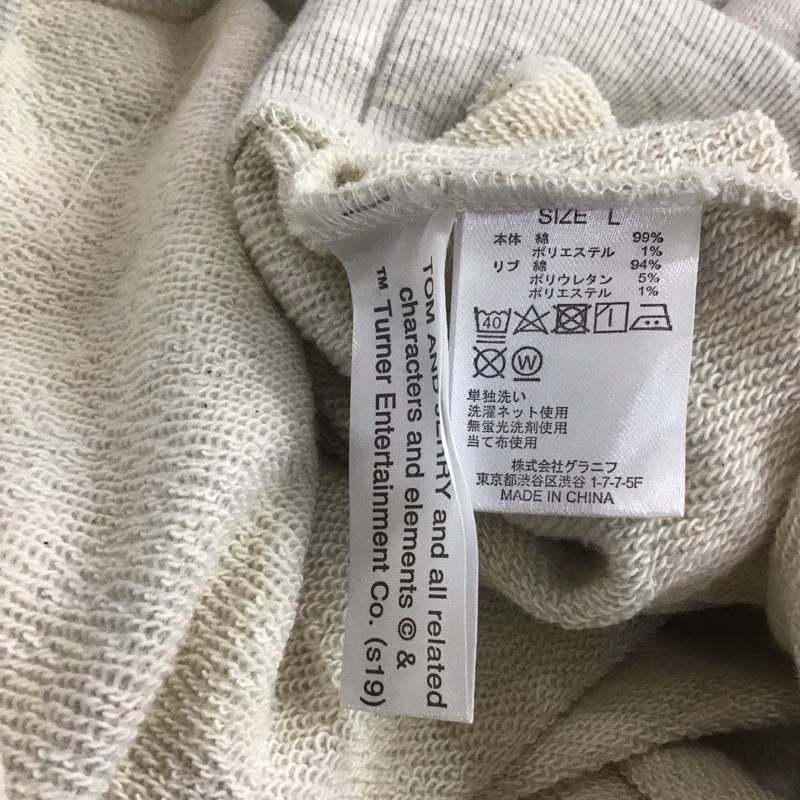 TOM AND JERRY and all related
characters and elements © &
™ Turner Entertainment Co. (s19)
SIZE L
本体 綿 99%
ポリエステル 1%
リブ 綿 94%
ポリウレタン 5%
ポリエステル 1%
40
W
単独洗い
洗濯ネット使用
無蛍光洗剤使用
当て布使用
株式会社グラニフ
東京都渋谷区渋谷 1-7-7-5F
MADE IN CHINA